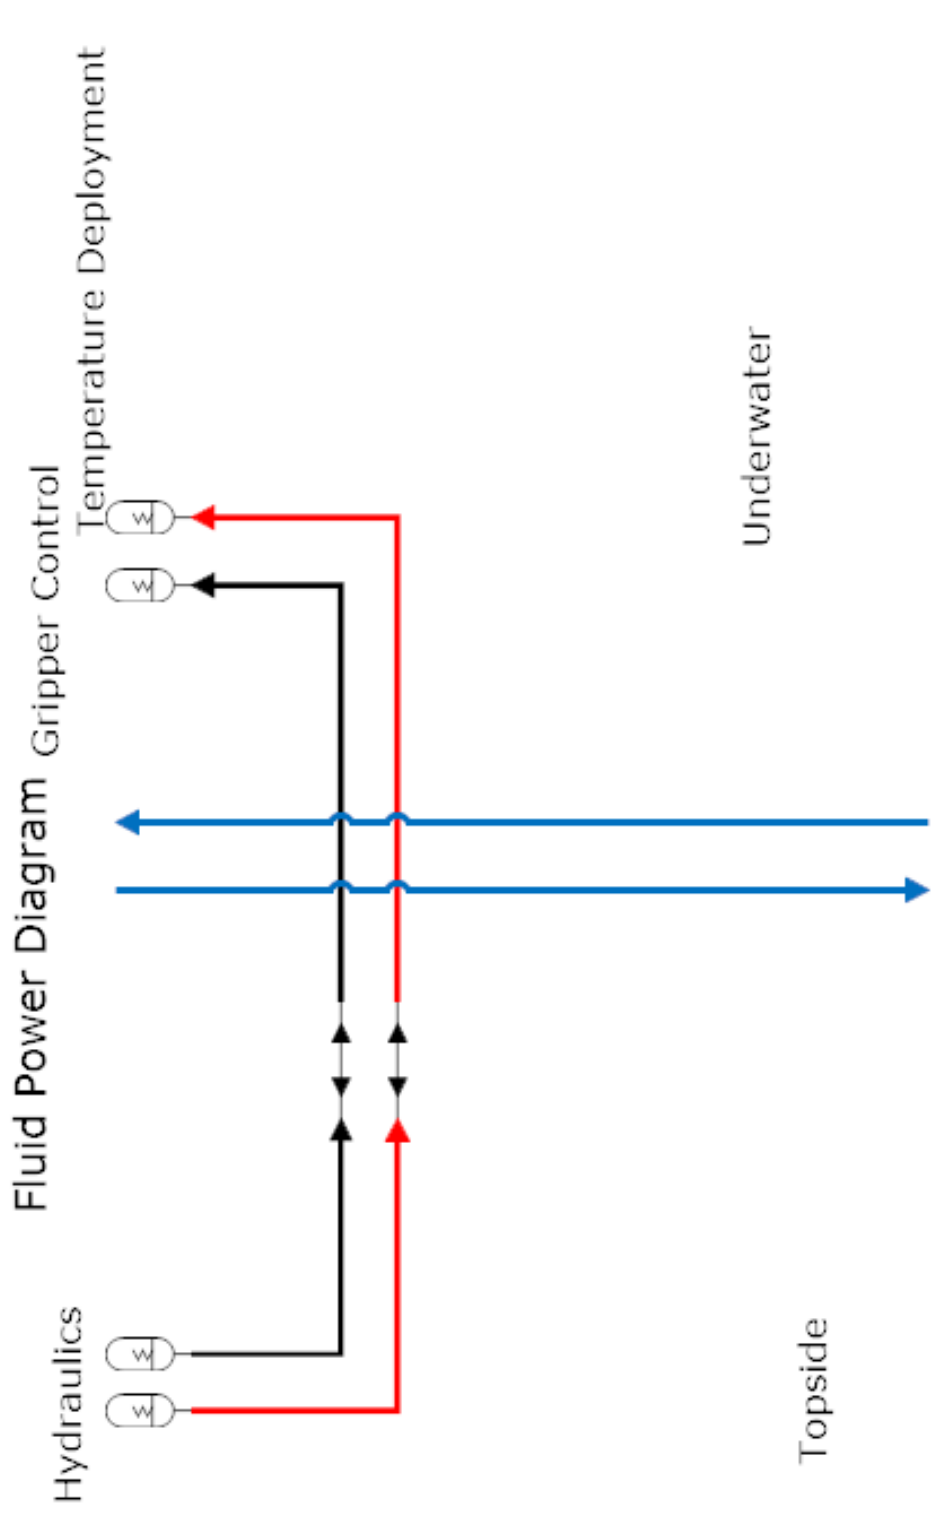 Fluid Power Diagram
Hydraulics
Gripper Control
Temperature Deployment
Topside
Underwater